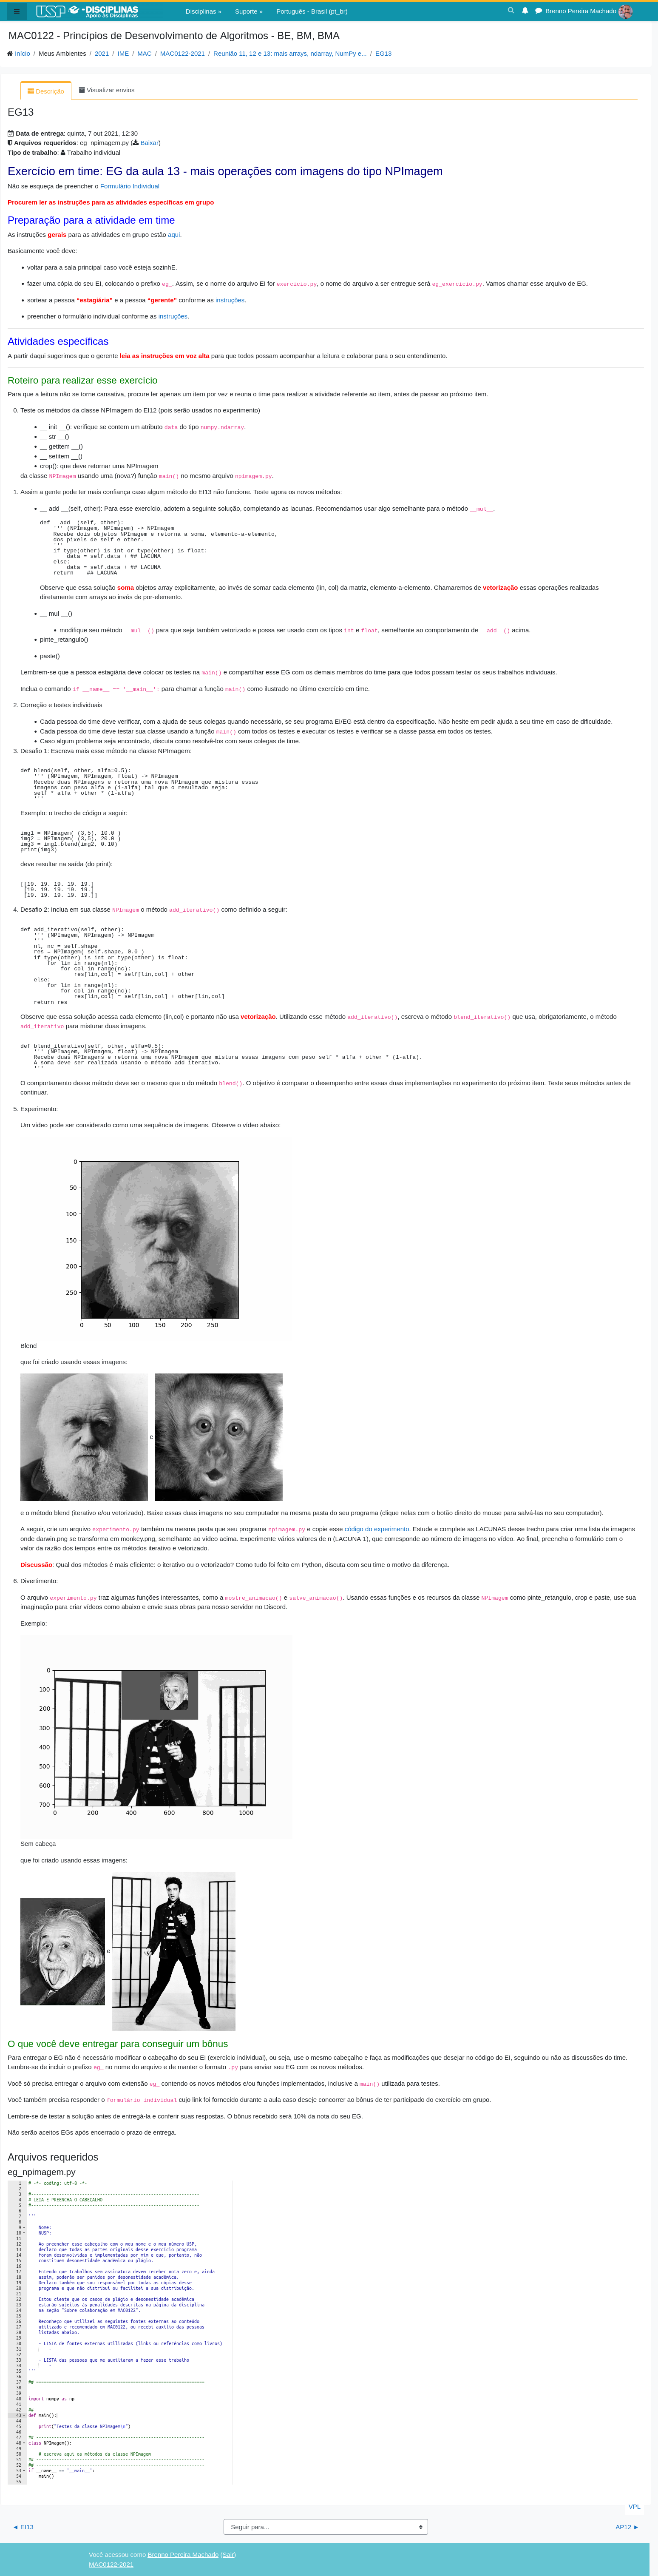 USP e-DISCIPLINAS
Apoio às Disciplinas
Disciplinas »
Suporte »
Português - Brasil (pt_br)
Brenno Pereira Machado
MAC0122 - Princípios de Desenvolvimento de Algoritmos - BE, BM, BMA
Início / Meus Ambientes / 2021 / IME / MAC / MAC0122-2021 / Reunião 11, 12 e 13: mais arrays, ndarray, NumPy e... / EG13
Descrição
Visualizar envios
EG13
Data de entrega: quinta, 7 out 2021, 12:30
Arquivos requeridos: eg_npimagem.py (Baixar)
Tipo de trabalho: Trabalho individual
Exercício em time: EG da aula 13 - mais operações com imagens do tipo NPImagem
Não se esqueça de preencher o Formulário Individual
Procurem ler as instruções para as atividades específicas em grupo
Preparação para a atividade em time
As instruções gerais para as atividades em grupo estão aqui.
Basicamente você deve:
• voltar para a sala principal caso você esteja sozinhE.
• fazer uma cópia do seu EI, colocando o prefixo eg_. Assim, se o nome do arquivo EI for exercicio.py, o nome do arquivo a ser entregue será eg_exercicio.py. Vamos chamar esse arquivo de EG.
• sortear a pessoa "estagiária" e a pessoa "gerente" conforme as instruções.
• preencher o formulário individual conforme as instruções.
Atividades específicas
A partir daqui sugerimos que o gerente leia as instruções em voz alta para que todos possam acompanhar a leitura e colaborar para o seu entendimento.
Roteiro para realizar esse exercício
Para que a leitura não se torne cansativa, procure ler apenas um item por vez e reuna o time para realizar a atividade referente ao item, antes de passar ao próximo item.
0. Teste os métodos da classe NPImagem do EI12 (pois serão usados no experimento)
• __ init __(): verifique se contem um atributo data do tipo numpy.ndarray.
• __ str __()
• __ getitem __()
• __ setitem __()
• crop(): que deve retornar uma NPImagem
da classe NPImagem usando uma (nova?) função main() no mesmo arquivo npimagem.py.
1. Assim a gente pode ter mais confiança caso algum método do EI13 não funcione. Teste agora os novos métodos:
• __ add __(self, other): Para esse exercício, adotem a seguinte solução, completando as lacunas. Recomendamos usar algo semelhante para o método __mul__.
def __add__(self, other):
''' (NPImagem, NPImagem) -> NPImagem
Recebe dois objetos NPImagem e retorna a soma, elemento-a-elemento,
dos pixels de self e other.
'''
if type(other) is int or type(other) is float:
data = self.data + ## LACUNA
else:
data = self.data + ## LACUNA
return    ## LACUNA
Observe que essa solução soma objetos array explicitamente, ao invés de somar cada elemento (lin, col) da matriz, elemento-a-elemento. Chamaremos de vetorização essas operações realizadas
diretamente com arrays ao invés de por-elemento.
• __ mul __()
• modifique seu método __mul__() para que seja também vetorizado e possa ser usado com os tipos int e float, semelhante ao comportamento de __add__() acima.
• pinte_retangulo()
• paste()
Lembrem-se que a pessoa estagiária deve colocar os testes na main() e compartilhar esse EG com os demais membros do time para que todos possam testar os seus trabalhos individuais.
Inclua o comando if __name__ == '__main__': para chamar a função main() como ilustrado no último exercício em time.
2. Correção e testes individuais
• Cada pessoa do time deve verificar, com a ajuda de seus colegas quando necessário, se seu programa EI/EG está dentro da especificação. Não hesite em pedir ajuda a seu time em caso de dificuldade.
• Cada pessoa do time deve testar sua classe usando a função main() com todos os testes e executar os testes e verificar se a classe passa em todos os testes.
• Caso algum problema seja encontrado, discuta como resolvê-los com seus colegas de time.
3. Desafio 1: Escreva mais esse método na classe NPImagem:
def blend(self, other, alfa=0.5):
''' (NPImagem, NPImagem, float) -> NPImagem
Recebe duas NPImagens e retorna uma nova NPImagem que mistura essas
imagens com peso alfa e (1-alfa) tal que o resultado seja:
self * alfa + other * (1-alfa)
'''
Exemplo: o trecho de código a seguir:
img1 = NPImagem( (3,5), 10.0 )
img2 = NPImagem( (3,5), 20.0 )
img3 = img1.blend(img2, 0.10)
print(img3)
deve resultar na saída (do print):
[[19. 19. 19. 19. 19.]
[19. 19. 19. 19. 19.]
[19. 19. 19. 19. 19.]]
4. Desafio 2: Inclua em sua classe NPImagem o método add_iterativo() como definido a seguir:
def add_iterativo(self, other):
''' (NPImagem, NPImagem) -> NPImagem
'''
nl, nc = self.shape
res = NPImagem( self.shape, 0.0 )
if type(other) is int or type(other) is float:
for lin in range(nl):
for col in range(nc):
res[lin,col] = self[lin,col] + other
else:
for lin in range(nl):
for col in range(nc):
res[lin,col] = self[lin,col] + other[lin,col]
return res
Observe que essa solução acessa cada elemento (lin,col) e portanto não usa vetorização. Utilizando esse método add_iterativo(), escreva o método blend_iterativo() que usa, obrigatoriamente, o método
add_iterativo para misturar duas imagens.
def blend_iterativo(self, other, alfa=0.5):
''' (NPImagem, NPImagem, float) -> NPImagem
Recebe duas NPImagem e retorna uma nova NPImagem que mistura essas imagens com peso self * alfa + other * (1-alfa).
A soma deve ser realizada usando o método add_iterativo.
'''
O comportamento desse método deve ser o mesmo que o do método blend(). O objetivo é comparar o desempenho entre essas duas implementações no experimento do próximo item. Teste seus métodos antes de
continuar.
5. Experimento:
Um vídeo pode ser considerado como uma sequência de imagens. Observe o vídeo abaixo:
0
50
100
150
200
250
0 50 100 150 200 250
Blend
que foi criado usando essas imagens:
e
e o método blend (iterativo e/ou vetorizado). Baixe essas duas imagens no seu computador na mesma pasta do seu programa (clique nelas com o botão direito do mouse para salvá-las no seu computador).
A seguir, crie um arquivo experimento.py também na mesma pasta que seu programa npimagem.py e copie esse código do experimento. Estude e complete as LACUNAS desse trecho para criar uma lista de imagens
onde darwin.png se transforma em monkey.png, semelhante ao vídeo acima. Experimente vários valores de n (LACUNA 1), que corresponde ao número de imagens no vídeo. Ao final, preencha o formulário com o
valor da razão dos tempos entre os métodos iterativo e vetorizado.
Discussão: Qual dos métodos é mais eficiente: o iterativo ou o vetorizado? Como tudo foi feito em Python, discuta com seu time o motivo da diferença.
6. Divertimento:
O arquivo experimento.py traz algumas funções interessantes, como a mostre_animacao() e salve_animacao(). Usando essas funções e os recursos da classe NPImagem como pinte_retangulo, crop e paste, use sua
imaginação para criar vídeos como abaixo e envie suas obras para nosso servidor no Discord.
Exemplo:
0
100
200
300
400
500
600
700
0 200 400 600 800 1000
Sem cabeça
que foi criado usando essas imagens:
e
O que você deve entregar para conseguir um bônus
Para entregar o EG não é necessário modificar o cabeçalho do seu EI (exercício individual), ou seja, use o mesmo cabeçalho e faça as modificações que desejar no código do EI, seguindo ou não as discussões do time.
Lembre-se de incluir o prefixo eg_ no nome do arquivo e de manter o formato .py para enviar seu EG com os novos métodos.
Você só precisa entregar o arquivo com extensão eg_ contendo os novos métodos e/ou funções implementados, inclusive a main() utilizada para testes.
Você também precisa responder o formulário individual cujo link foi fornecido durante a aula caso deseje concorrer ao bônus de ter participado do exercício em grupo.
Lembre-se de testar a solução antes de entregá-la e conferir suas respostas. O bônus recebido será 10% da nota do seu EG.
Não serão aceitos EGs após encerrado o prazo de entrega.
Arquivos requeridos
eg_npimagem.py
1 # -*- coding: utf-8 -*-
2
3 #------------------------------------------------------------------
4 # LEIA E PREENCHA O CABEÇALHO
5 #------------------------------------------------------------------
6
7 '''
8
9 Nome:
10 NUSP:
11
12 Ao preencher esse cabeçalho com o meu nome e o meu número USP,
13 declaro que todas as partes originais desse exercício programa
14 foram desenvolvidas e implementadas por mim e que, portanto, não
15 constituem desonestidade acadêmica ou plágio.
16
17 Entendo que trabalhos sem assinatura devem receber nota zero e, ainda
18 assim, poderão ser punidos por desonestidade acadêmica.
19 Declaro também que sou responsável por todas as cópias desse
20 programa e que não distribui ou facilitei a sua distribuição.
21
22 Estou ciente que os casos de plágio e desonestidade acadêmica
23 estarão sujeitos às penalidades descritas na página da disciplina
24 na seção "Sobre colaboração em MAC0122".
25
26 Reconheço que utilizei as seguintes fontes externas ao conteúdo
27 utilizado e recomendado em MAC0122, ou recebi auxílio das pessoas
28 listadas abaixo.
29
30 - LISTA de fontes externas utilizadas (links ou referências como livros)
31 -
32
33 - LISTA das pessoas que me auxiliaram a fazer esse trabalho
34 -
35 '''
36
37 ## ==================================================================
38
39
40 import numpy as np
41
42 ## ------------------------------------------------------------------
43 def main():
44
45 print("Testes da classe NPImagem\n")
46
47 ## ------------------------------------------------------------------
48 class NPImagem():
49
50 # escreva aqui os métodos da classe NPImagem
51 ## ------------------------------------------------------------------
52 ## ------------------------------------------------------------------
53 if __name__ == '__main__':
54 main()
55
VPL
◄ EI13
Seguir para...
AP12 ►
Você acessou como Brenno Pereira Machado (Sair)
MAC0122-2021